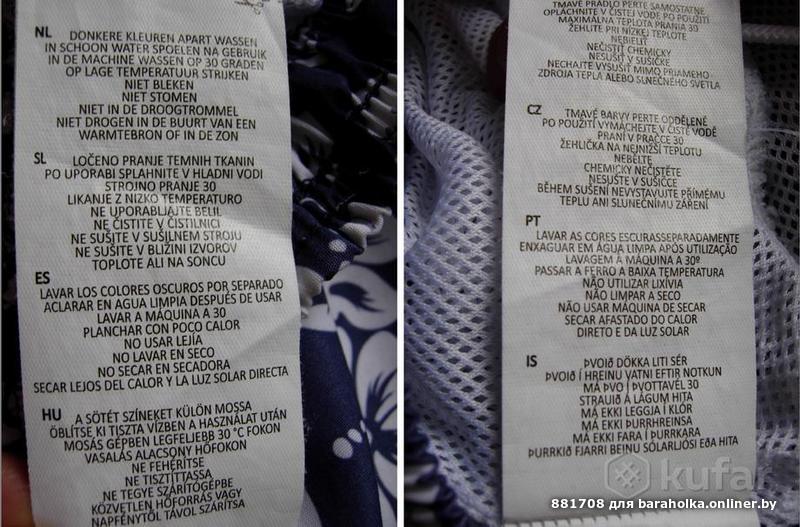 NL
DONKERE KLEUREN APART WASSEN
IN SCHOON WATER SPOELEN NA GEBRUIK
IN DE MACHINE WASSEN OP 30 GRADEN
OP LAGE TEMPERATUUR STRIJKEN
NIET BLEKEN
NIET STOMEN
NIET IN DE DROOGTROMMEL
NIET DROGEN IN DE BUURT VAN EEN
WARMTEBRON OF IN DE ZON
SL
LOČENO PRANJE TEMNIH TKANIN
PO UPORABI SPLAHNITE V HLADNI VODI
STROJNO PRANJE 30
LIKANJE Z NIZKO TEMPERATURO
NE UPORABLJAJTE BELIL
NE ČISTITE V ČISTILNICI
NE SUŠITE V SUŠILNEM STROJU
NE SUŠITE V BLIŽINI IZVOROV
TOPLOTE ALI NA SONCU
ES
LAVAR LOS COLORES OSCUROS POR SEPARADO
ACLARAR EN AGUA LIMPIA DESPUÉS DE USAR
LAVAR A MÁQUINA A 30
PLANCHAR CON POCO CALOR
NO USAR LEJÍA
NO LAVAR EN SECO
NO SECAR EN SECADORA
SECAR LEJOS DEL CALOR Y LA LUZ SOLAR DIRECTA
HU
A SÖTÉT SZÍNEKET KÜLÖN MOSSA
ÖBLÍTSE KI TISZTA VÍZBEN A HASZNÁLAT UTÁN
MOSÁS GÉPBEN LEGFELJEBB 30 °C FOKON
VASALÁS ALACSONY HŐFOKON
NE FEHÉRÍTSE
NE TISZTÍTTASSA
NE TEGYE SZÁRÍTÓGÉPBE
KÖZVETLEN HŐFORRÁS VAGY
NAPFÉNYTŐL TÁVOL SZÁRÍTSA
TMAVÉ PRÁDLO PERTE SAMOSTATNE
OPLÁCHNITE V ČISTEJ VODE PO POUŽITÍ
MAXIMÁLNA TEPLOTA PRANIA 30
ŽEHLITE PRI NÍZKEJ TEPLOTE
NEBIELIŤ
NEČISTIŤ CHEMICKY
NESUŠIŤ V SUŠIČKE
NECHAJTE VYSUŠIŤ MIMO PRIAMEHO
ZDROJA TEPLA ALEBO SLNEČNÉHO SVETLA
CZ
TMAVÉ BARVY PERTE ODDĚLENĚ
PO POUŽITÍ VYMÁCHEJTE V ČISTÉ VODĚ
PRANÍ V PRAČCE 30
ŽEHLIČKA NA NEJNIŽŠÍ TEPLOTU
NEBĚLTE
CHEMICKY NEČISTĚTE
NESUŠTE V SUŠIČCE
BĚHEM SUŠENÍ NEVYSTAVUJTE PŘÍMÉMU
TEPLU ANI SLUNEČNÍMU ZÁŘENÍ
PT
LAVAR AS CORES ESCURASSEPARADAMENTE
ENXAGUAR EM ÁGUA LIMPA APÓS UTILIZAÇÃO
LAVAGEM À MÁQUINA A 30º
PASSAR A FERRO A BAIXA TEMPERATURA
NÃO UTILIZAR LIXÍVIA
NÃO LIMPAR A SECO
NÃO USAR MÁQUINA DE SECAR
SECAR AFASTADO DO CALOR
DIRETO E DA LUZ SOLAR
IS
ÞVOIÐ DÖKKA LITI SÉR
ÞVOIÐ Í HREINU VATNI EFTIR NOTKUN
MÁ ÞVO Í ÞVOTTAVÉL 30
STRAUIÐ Á LÁGUM HITA
MÁ EKKI LEGGJA Í KLÓR
MÁ EKKI ÞURRHREINSA
MÁ EKKI FARA Í ÞURRKARA
ÞURRKIÐ FJARRI BEINU SÓLARLJÓSI EÐA HITA
kufar
881708 для baraholka.onliner.by